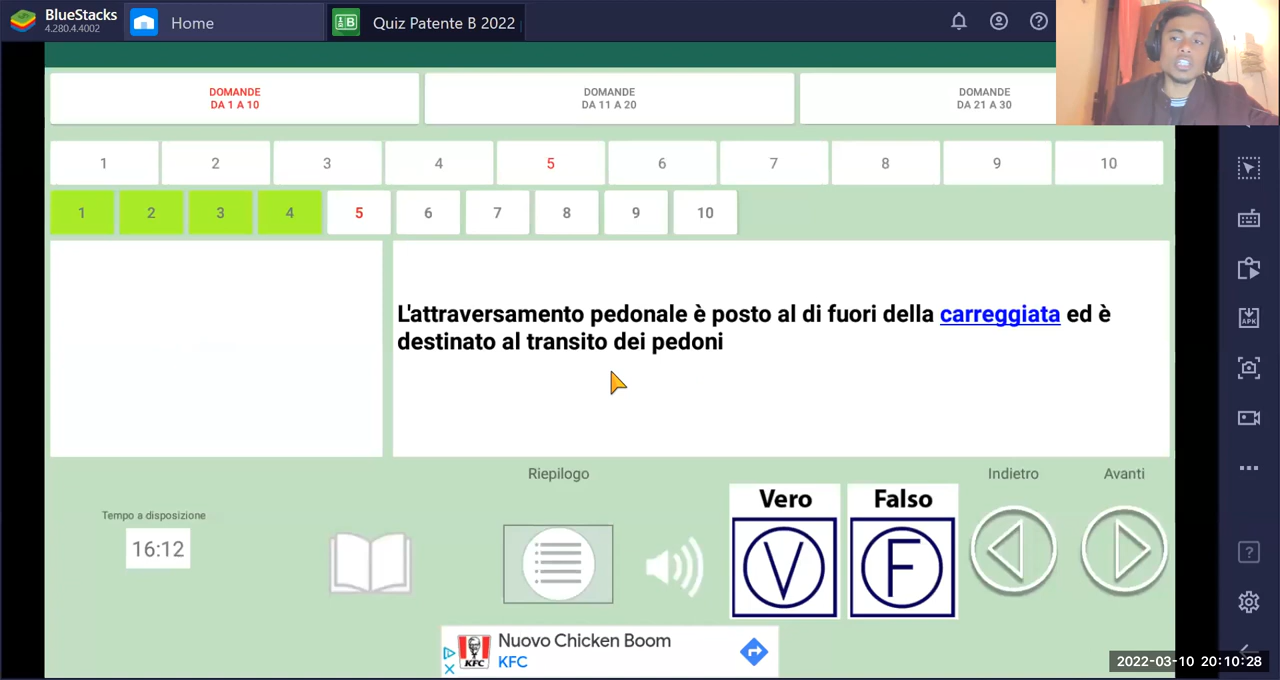 BlueStacks
4.280.4.4002
Home
Quiz Patente B 2022
DOMANDE
DA 1 A 10
DOMANDE
DA 11 A 20
DOMANDE
DA 21 A 30
1 2 3 4 5 6 7 8 9 10
1 2 3 4 5 6 7 8 9 10
L'attraversamento pedonale è posto al di fuori della carreggiata ed è
destinato al transito dei pedoni
Riepilogo
Indietro
Avanti
Tempo a disposizione
16:12
Vero
Falso
V
F
Nuovo Chicken Boom
KFC
KFC
APK
2022-03-10 20:10:28